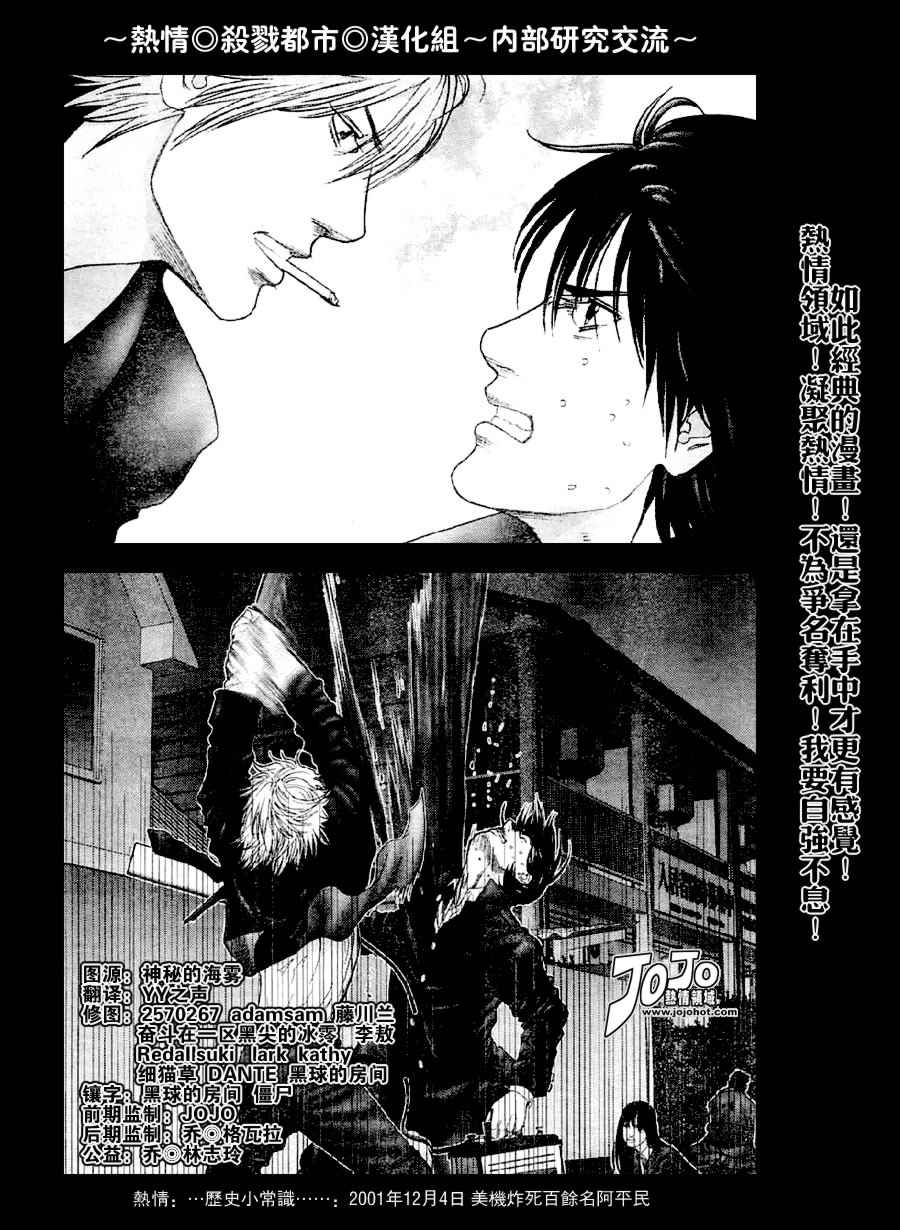 ～熱情◎殺戮都市◎漢化組～内部研究交流～
如此經典的漫畫！還是拿在手中才更有感覺！
熱情領域！凝聚熱情！不為爭名奪利！我要自強不息！
图源：神秘的海雾
翻译：YY之声
修图：2570267 adamsam 藤川兰
奋斗在一区黑尖的冰零 李敖
Redallsuki lark kathy
细猫草 DANTE 黑球的房间
镶字：黑球的房间 僵尸
前期监制：JOJO
后期监制：乔◎格瓦拉
公益：乔◎林志玲
JOJO
熱情領域
www.jojohot.com
熱情：…歷史小常識……：2001年12月4日 美機炸死百餘名阿平民